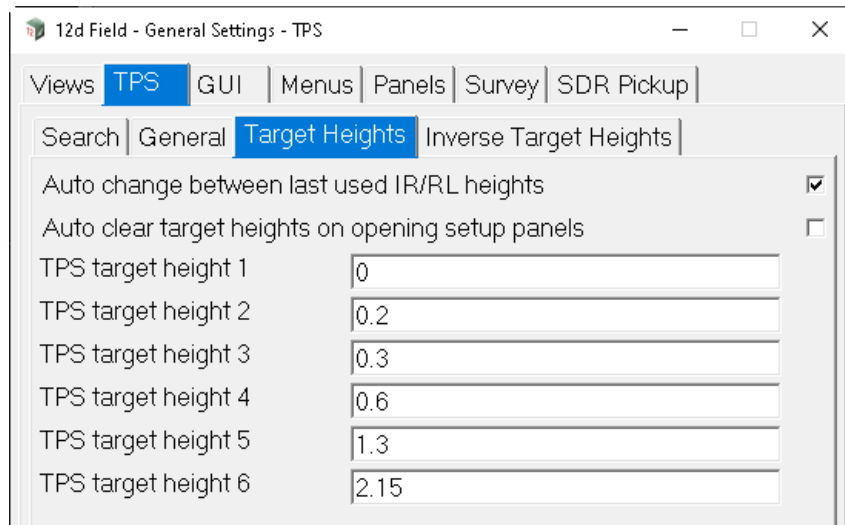 12d Field - General Settings - TPS
Views TPS GUI Menus Panels Survey SDR Pickup
Search General Target Heights Inverse Target Heights
Auto change between last used IR/RL heights
Auto clear target heights on opening setup panels
TPS target height 1 0
TPS target height 2 0.2
TPS target height 3 0.3
TPS target height 4 0.6
TPS target height 5 1.3
TPS target height 6 2.15